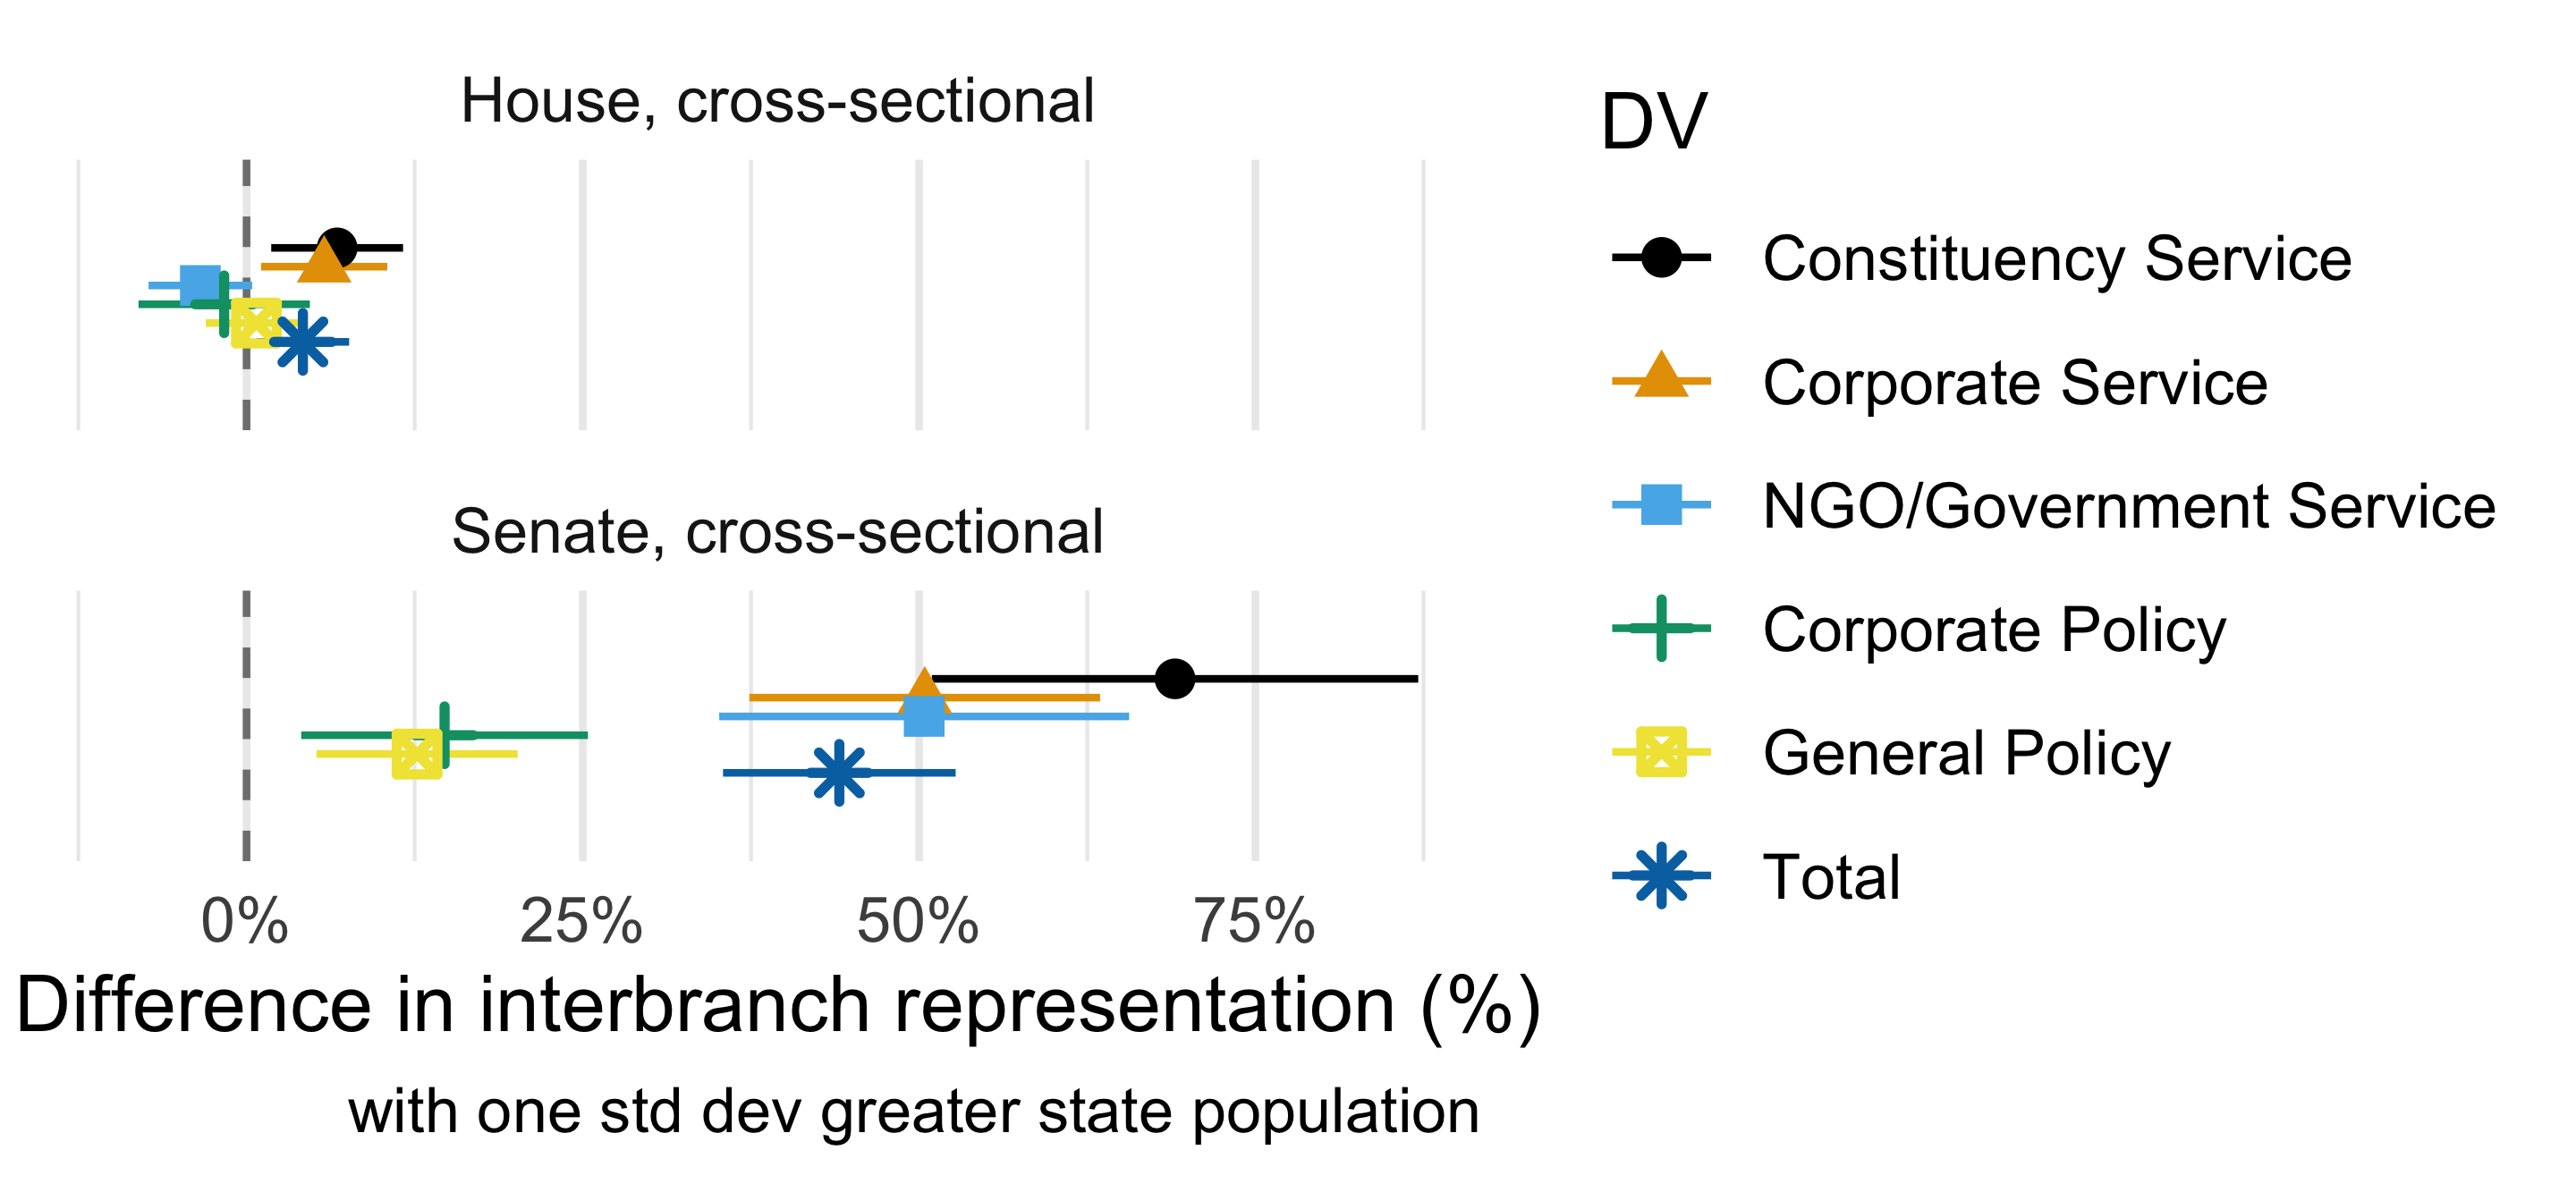 House, cross-sectional
Senate, cross-sectional
0% 25% 50% 75%
Difference in interbranch representation (%)
with one std dev greater state population
DV
Constituency Service
Corporate Service
NGO/Government Service
Corporate Policy
General Policy
Total